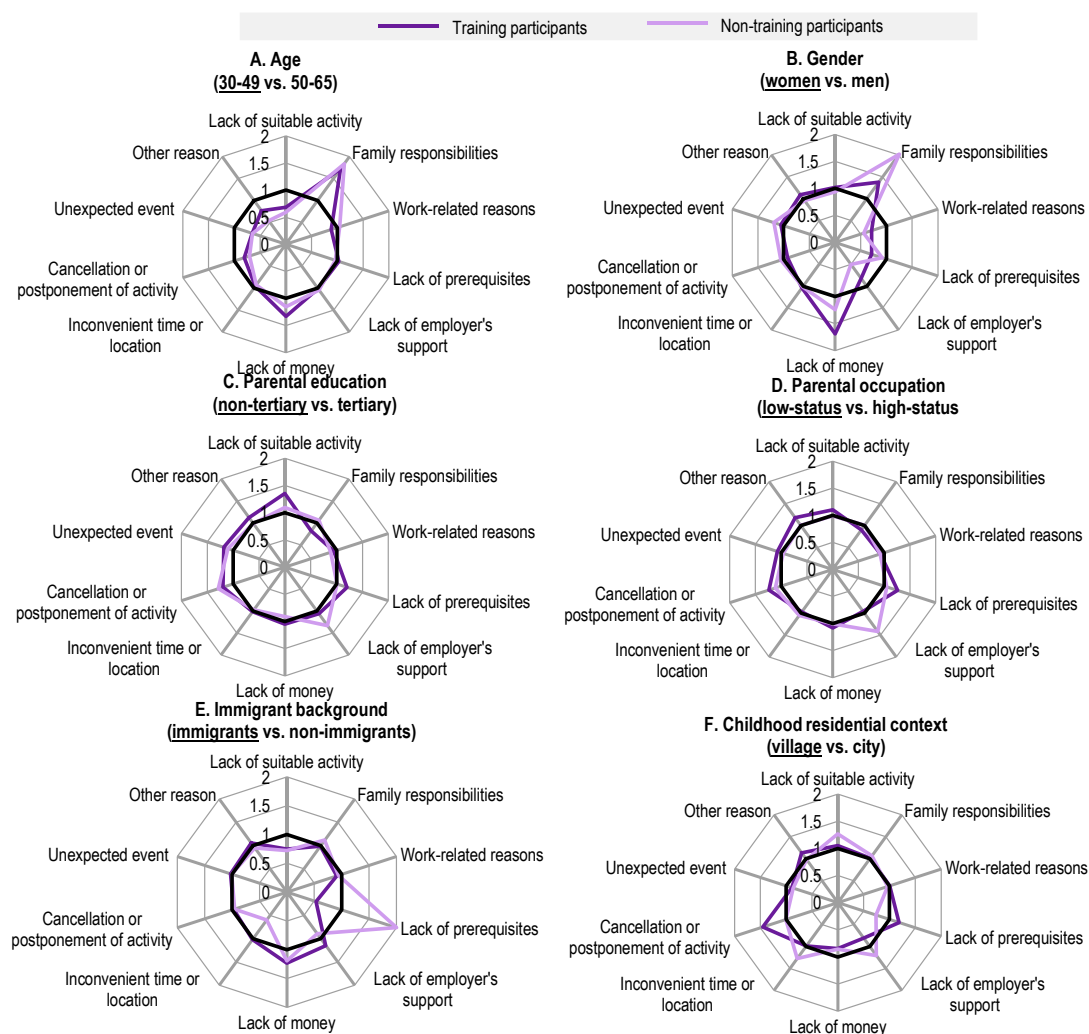 Training participants
Non-training participants
A. Age
(30-49 vs. 50-65)
Lack of suitable activity
Family responsibilities
Work-related reasons
Lack of prerequisites
Lack of employer's
support
Lack of money
Inconvenient time or
location
Cancellation or
postponement of activity
Unexpected event
Other reason
2
1.5
1
0.5
0
B. Gender
(women vs. men)
Lack of suitable activity
Family responsibilities
Work-related reasons
Lack of prerequisites
Lack of employer's
support
Lack of money
Inconvenient time or
location
Cancellation or
postponement of activity
Unexpected event
Other reason
2
1.5
1
0.5
0
C. Parental education
(non-tertiary vs. tertiary)
Lack of suitable activity
Family responsibilities
Work-related reasons
Lack of prerequisites
Lack of employer's
support
Lack of money
Inconvenient time or
location
Cancellation or
postponement of activity
Unexpected event
Other reason
2
1.5
1
0.5
0
D. Parental occupation
(low-status vs. high-status
Lack of suitable activity
Family responsibilities
Work-related reasons
Lack of prerequisites
Lack of employer's
support
Lack of money
Inconvenient time or
location
Cancellation or
postponement of activity
Unexpected event
Other reason
2
1.5
1
0.5
0
E. Immigrant background
(immigrants vs. non-immigrants)
Lack of suitable activity
Family responsibilities
Work-related reasons
Lack of prerequisites
Lack of employer's
support
Lack of money
Inconvenient time or
location
Cancellation or
postponement of activity
Unexpected event
Other reason
2
1.5
1
0.5
0
F. Childhood residential context
(village vs. city)
Lack of suitable activity
Family responsibilities
Work-related reasons
Lack of prerequisites
Lack of employer's
support
Lack of money
Inconvenient time or
location
Cancellation or
postponement of activity
Unexpected event
Other reason
2
1.5
1
0.5
0